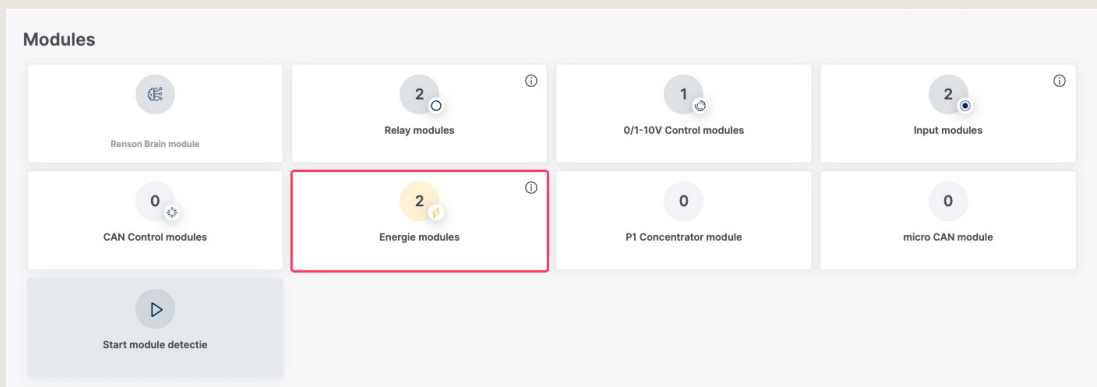 Modules
Renson Brain module
2
Relay modules
1
0/1-10V Control modules
2
Input modules
0
CAN Control modules
2
Energie modules
0
P1 Concentrator module
0
micro CAN module
Start module detectie